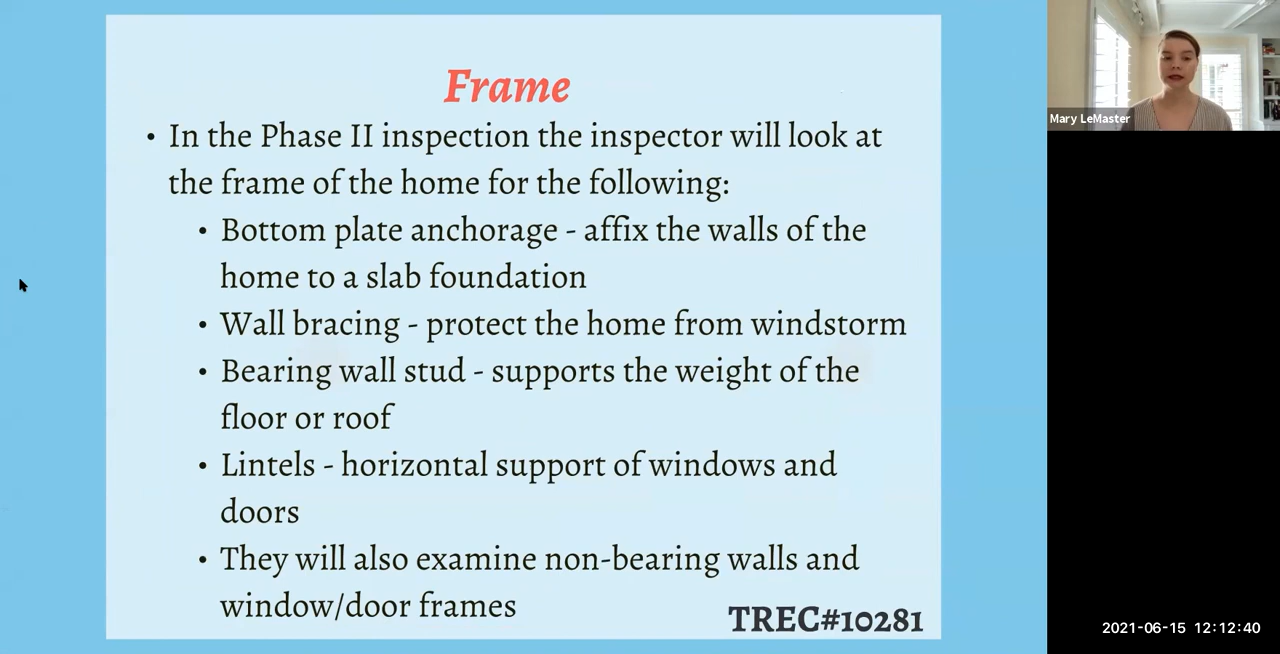 Frame
• In the Phase II inspection the inspector will look at
the frame of the home for the following:
• Bottom plate anchorage - affix the walls of the
home to a slab foundation
• Wall bracing - protect the home from windstorm
• Bearing wall stud - supports the weight of the
floor or roof
• Lintels - horizontal support of windows and
doors
• They will also examine non-bearing walls and
window/door frames
TREC#10281
Mary LeMaster
2021-06-15 12:12:40